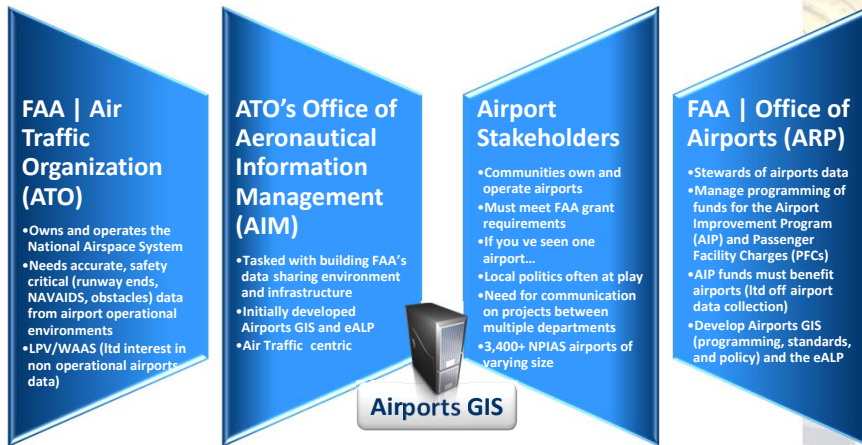 FAA | Air
Traffic
Organization
(ATO)
•Owns and operates the
National Airspace System
•Needs accurate, safety
critical (runway ends,
NAVAIDS, obstacles) data
from airport operational
environments
•LPV/WAAS (ltd interest in
non operational airports
data)
ATO's Office of
Aeronautical
Information
Management
(AIM)
•Tasked with building FAA's
data sharing environment
and infrastructure
•Initially developed
Airports GIS and eALP
•Air Traffic centric
Airport
Stakeholders
•Communities own and
operate airports
•Must meet FAA grant
requirements
•If you ve seen one
airport…
•Local politics often at play
•Need for communication
on projects between
multiple departments
•3,400+ NPIAS airports of
varying size
FAA | Office of
Airports (ARP)
•Stewards of airports data
•Manage programming of
funds for the Airport
Improvement Program
(AIP) and Passenger
Facility Charges (PFCs)
•AIP funds must benefit
airports (ltd off airport
data collection)
•Develop Airports GIS
(programming, standards,
and policy) and the eALP
Airports GIS